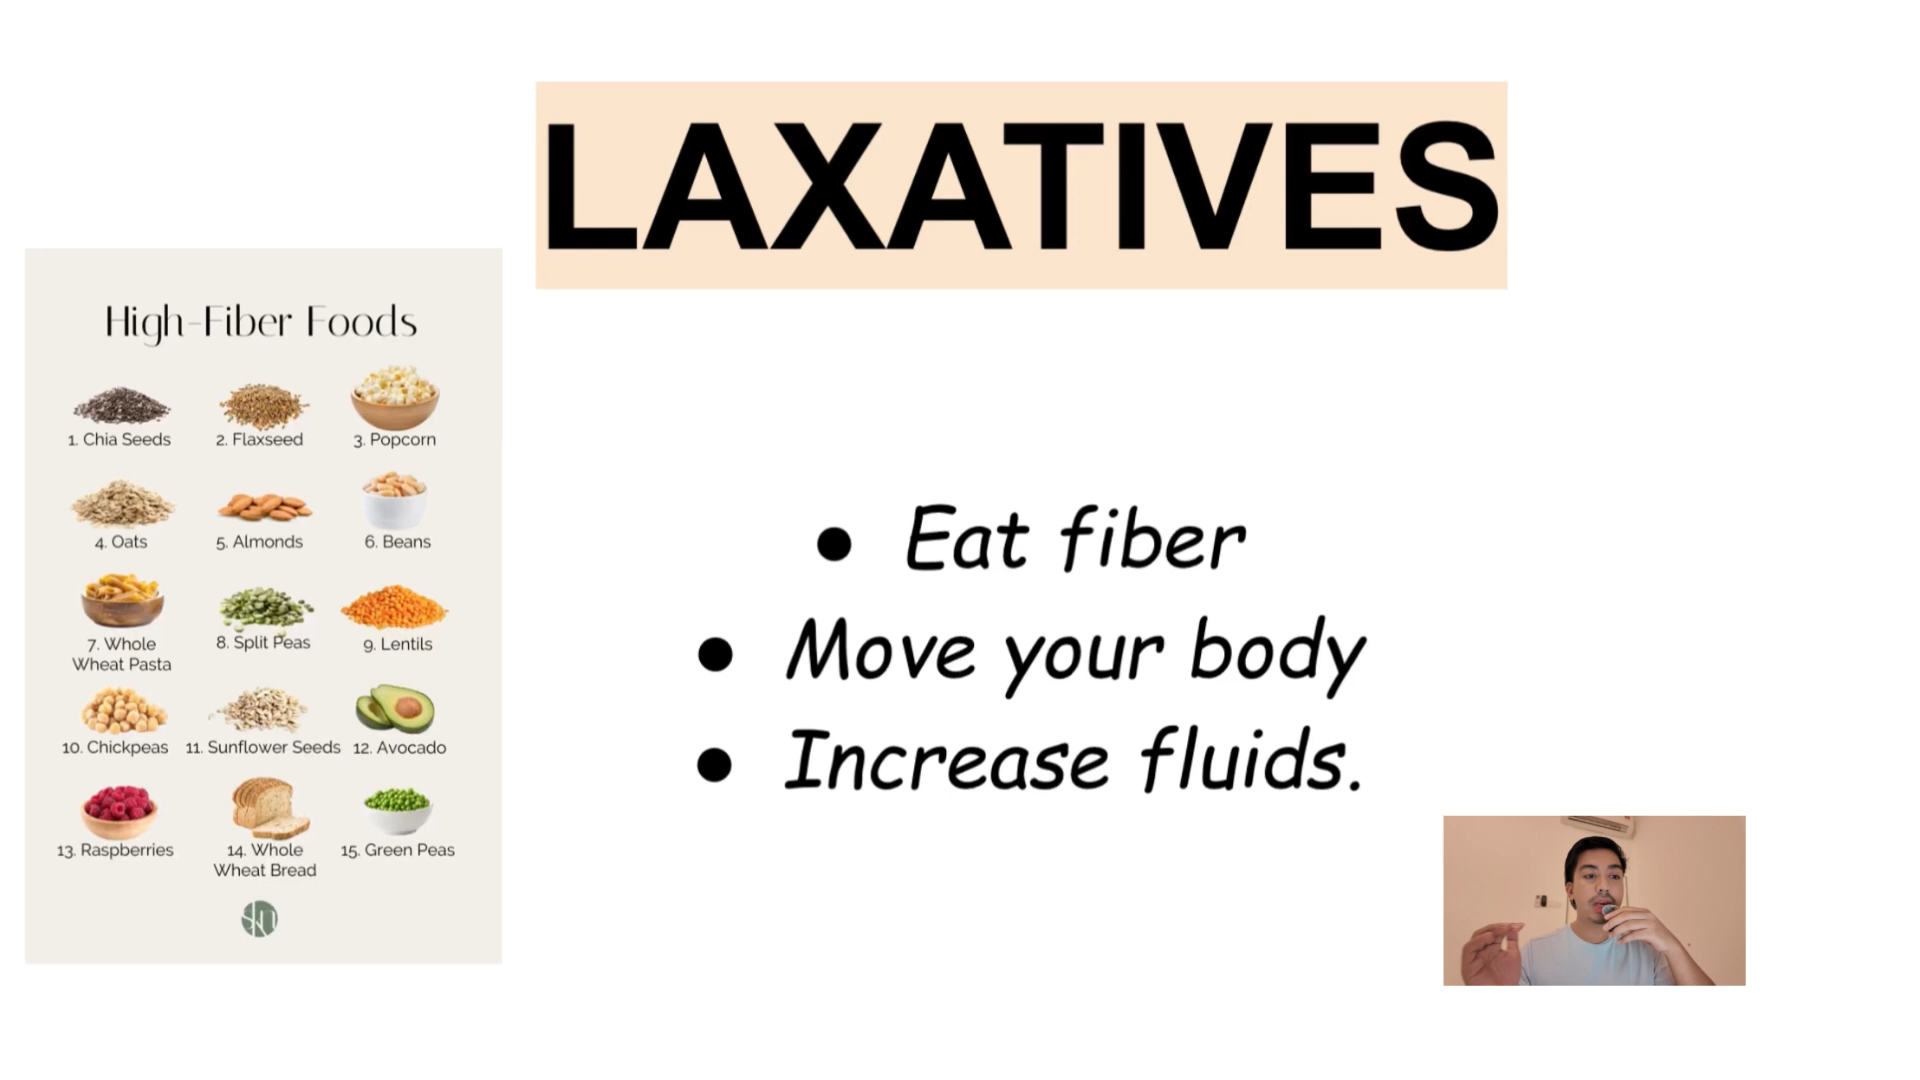 LAXATIVES
High-Fiber Foods
1. Chia Seeds
2. Flaxseed
3. Popcorn
4. Oats
5. Almonds
6. Beans
7. Whole
Wheat Pasta
8. Split Peas
9. Lentils
10. Chickpeas
11. Sunflower Seeds
12. Avocado
13. Raspberries
14. Whole
Wheat Bread
15. Green Peas
● Eat fiber
● Move your body
● Increase fluids.